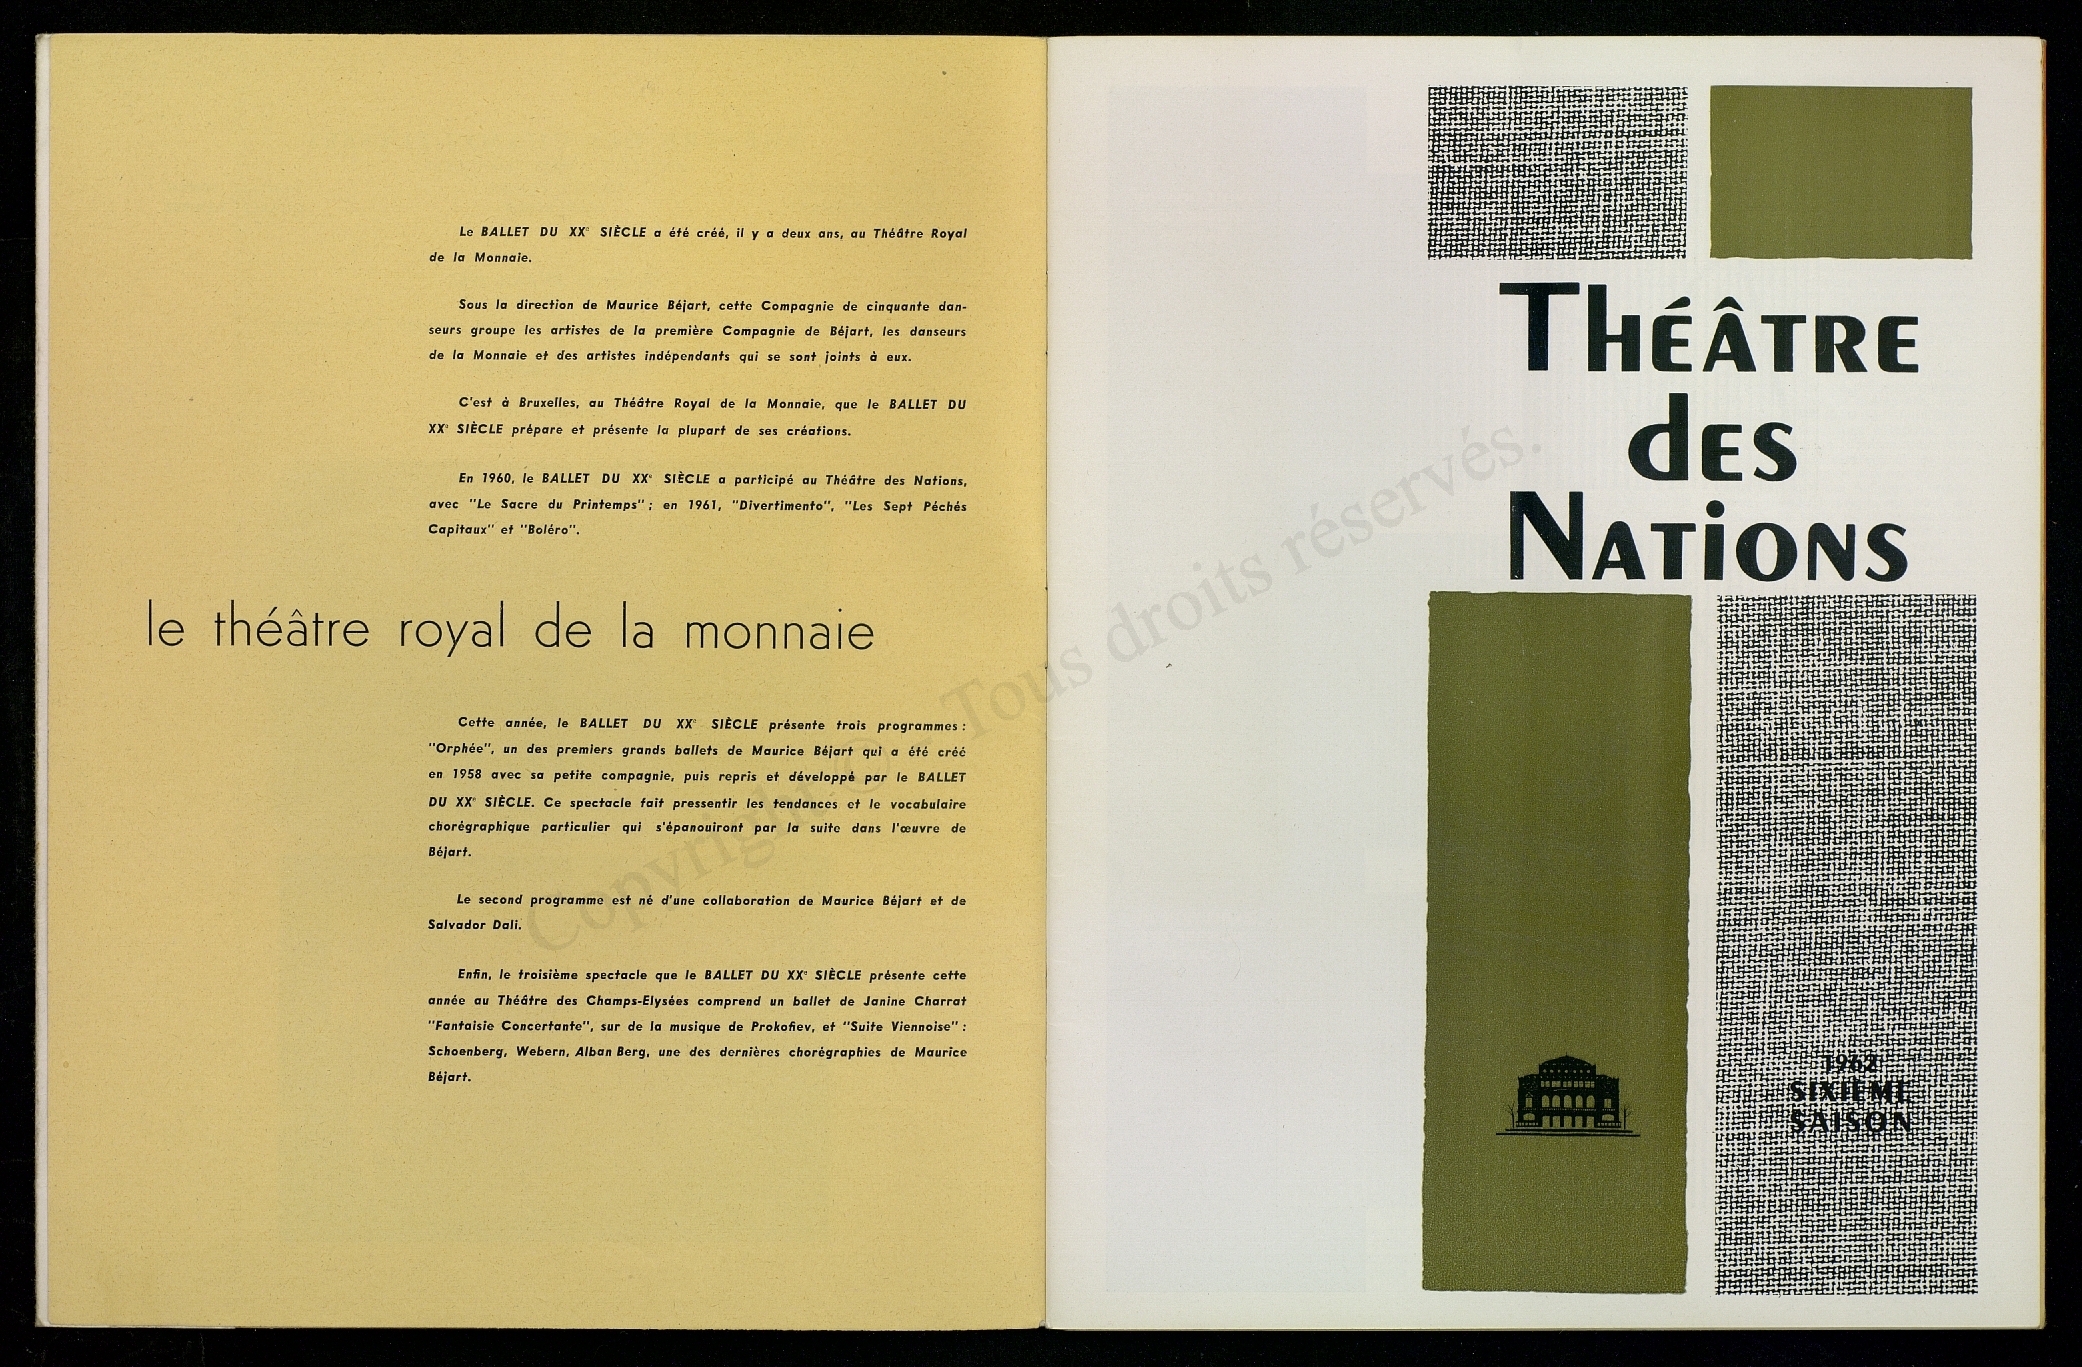 Le BALLET DU XXe SIÈCLE a été créé, il y a deux ans, au Théâtre Royal
de la Monnaie.
Sous la direction de Maurice Béjart, cette Compagnie de cinquante dan-
seurs groupe les artistes de la première Compagnie de Béjart, les danseurs
de la Monnaie et des artistes indépendants qui se sont joints à eux.
C'est à Bruxelles, au Théâtre Royal de la Monnaie, que le BALLET DU
XXe SIÈCLE prépare et présente la plupart de ses créations.
En 1960, le BALLET DU XXe SIÈCLE a participé au Théâtre des Nations,
avec "Le Sacre du Printemps" ; en 1961, "Divertimento", "Les Sept Péchés
Capitaux" et "Boléro".
le théâtre royal de la monnaie
Cette année, le BALLET DU XXe SIÈCLE présente trois programmes :
"Orphée", un des premiers grands ballets de Maurice Béjart qui a été créé
en 1958 avec sa petite compagnie, puis repris et développé par le BALLET
DU XXe SIÈCLE. Ce spectacle fait pressentir les tendances et le vocabulaire
chorégraphique particulier qui s'épanouiront par la suite dans l'œuvre de
Béjart.
Le second programme est né d'une collaboration de Maurice Béjart et de
Salvador Dali.
Enfin, le troisième spectacle que le BALLET DU XXe SIÈCLE présente cette
année au Théâtre des Champs-Elysées comprend un ballet de Janine Charrat
"Fantaisie Concertante", sur de la musique de Prokofiev, et "Suite Viennoise" :
Schoenberg, Webern, Alban Berg, une des dernières chorégraphies de Maurice
Béjart.
THÉÂTRE
dES
NATiONS
1962
SIXIÈME
SAISON
Copyright © - Tous droits réservés.